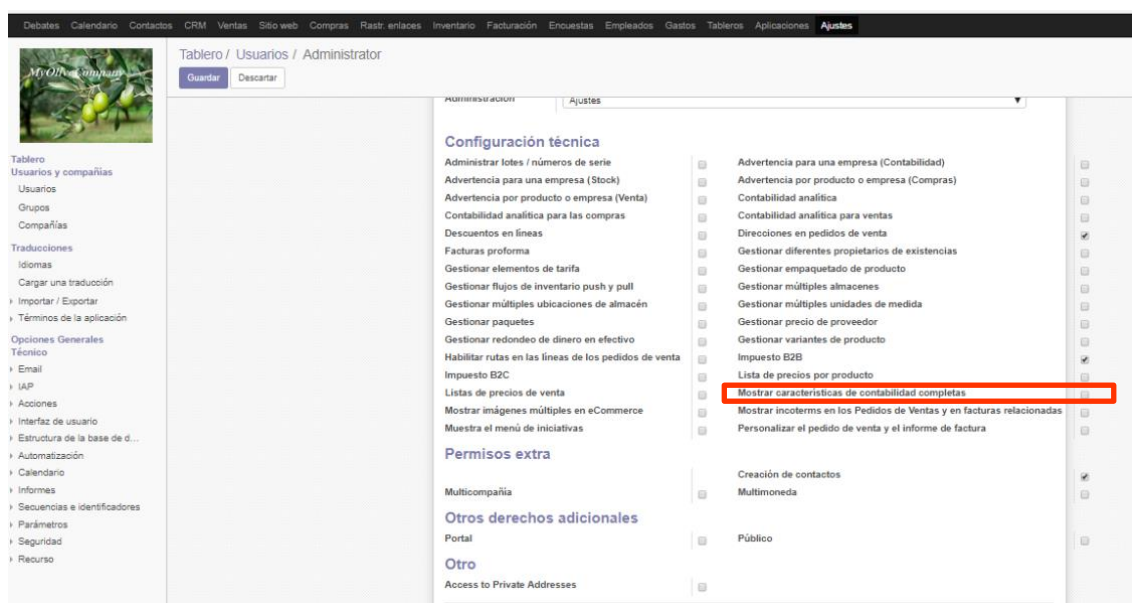 Debates Calendario Contactos CRM Ventas Sitio web Compras Rastr. enlaces Inventario Facturación Encuestas Empleados Gastos Tableros Aplicaciones Ajustes
MyOliveCompany
Tablero / Usuarios / Administrator
Guardar Descartar
Tablero
Usuarios y compañías
Usuarios
Grupos
Compañías
Traducciones
Idiomas
Cargar una traducción
Importar / Exportar
Términos de la aplicación
Opciones Generales
Técnico
Email
IAP
Acciones
Interfaz de usuario
Estructura de la base de d...
Automatización
Calendario
Informes
Secuencias e identificadores
Parámetros
Seguridad
Recurso
Administración Ajustes
Configuración técnica
Administrar lotes / números de serie Advertencia para una empresa (Contabilidad)
Advertencia para una empresa (Stock) Advertencia por producto o empresa (Compras)
Advertencia por producto o empresa (Venta) Contabilidad analítica
Contabilidad analítica para las compras Contabilidad analítica para ventas
Descuentos en líneas Direcciones en pedidos de venta
Facturas proforma Gestionar diferentes propietarios de existencias
Gestionar elementos de tarifa Gestionar empaquetado de producto
Gestionar flujos de inventario push y pull Gestionar múltiples almacenes
Gestionar múltiples ubicaciones de almacén Gestionar múltiples unidades de medida
Gestionar paquetes Gestionar precio de proveedor
Gestionar redondeo de dinero en efectivo Gestionar variantes de producto
Habilitar rutas en las líneas de los pedidos de venta Impuesto B2B
Impuesto B2C Lista de precios por producto
Listas de precios de venta Mostrar características de contabilidad completas
Mostrar imágenes múltiples en eCommerce Mostrar incoterms en los Pedidos de Ventas y en facturas relacionadas
Muestra el menú de iniciativas Personalizar el pedido de venta y el informe de factura
Permisos extra
Creación de contactos
Multicompañía Multimoneda
Otros derechos adicionales
Portal Público
Otro
Access to Private Addresses